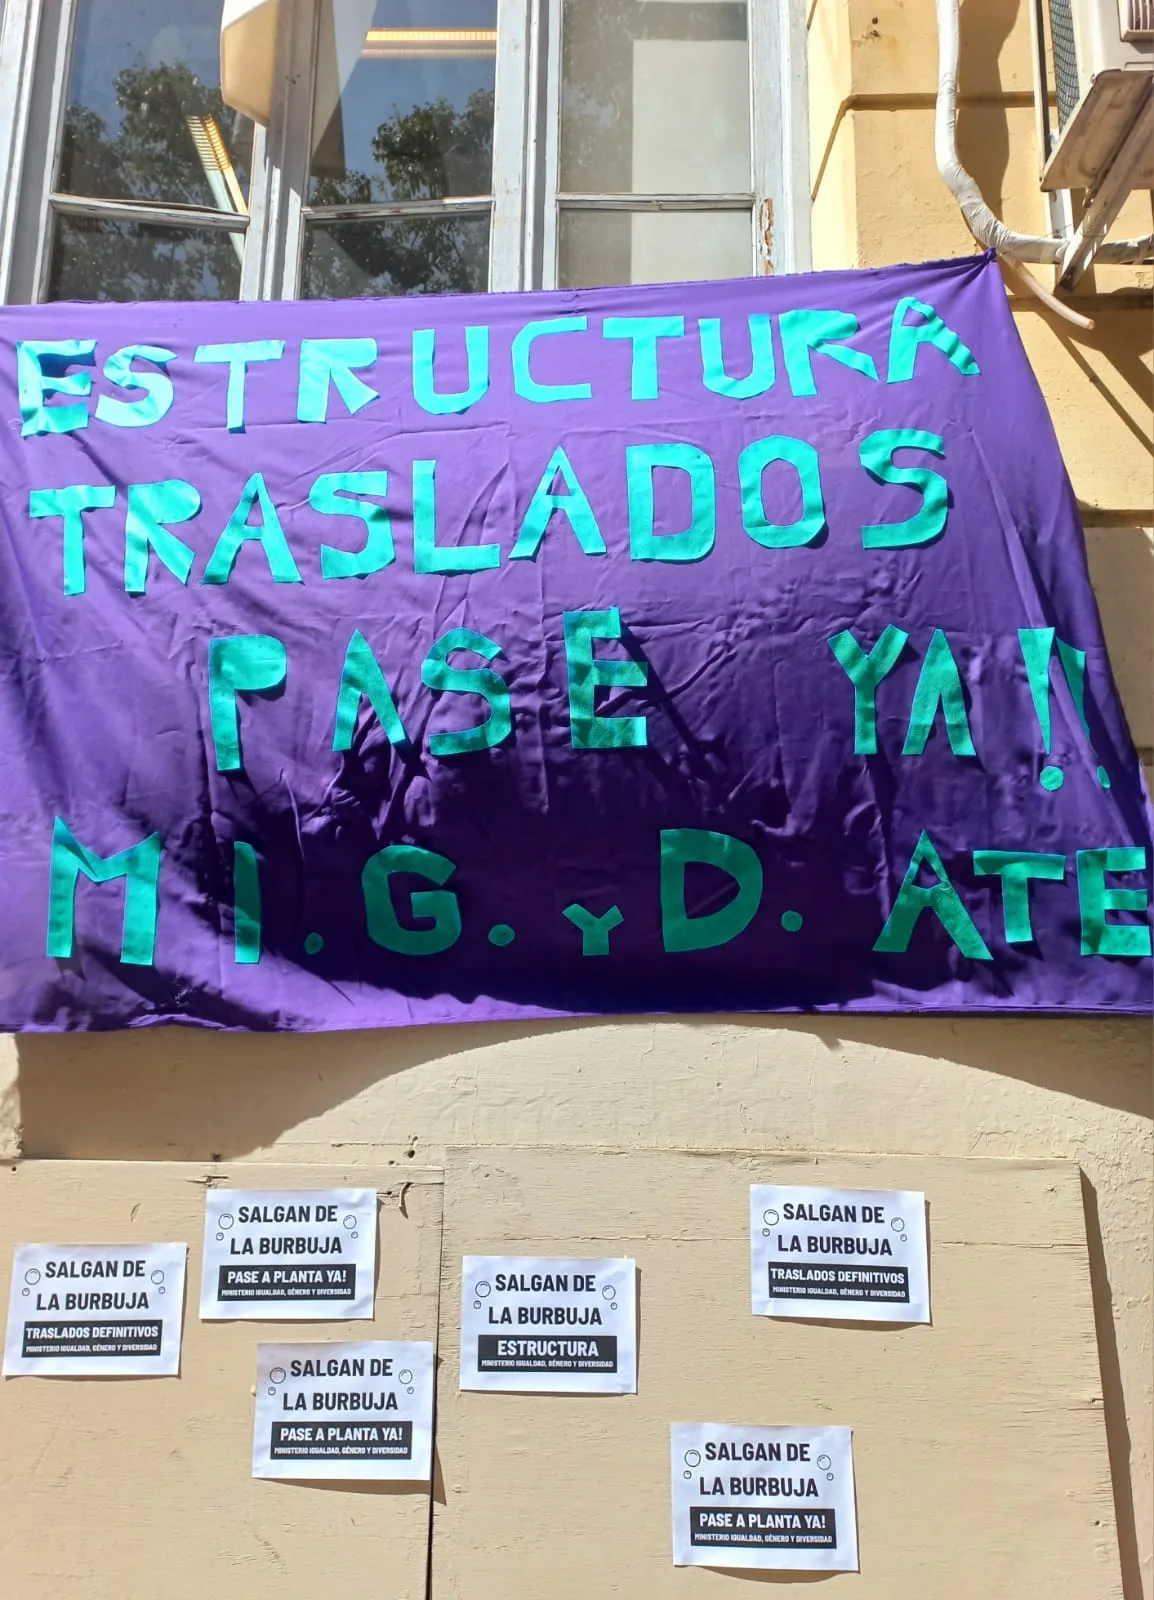 ESTRUCTURA
TRASLADOS
PASE YA!!
M I. G. Y D. ATE
SALGAN DE
LA BURBUJA
PASE A PLANTA YA!
MINISTERIO IGUALDAD, GÉNERO Y DIVERSIDAD
SALGAN DE
LA BURBUJA
TRASLADOS DEFINITIVOS
MINISTERIO IGUALDAD, GÉNERO Y DIVERSIDAD
SALGAN DE
LA BURBUJA
TRASLADOS DEFINITIVOS
MINISTERIO IGUALDAD, GÉNERO Y DIVERSIDAD
SALGAN DE
LA BURBUJA
ESTRUCTURA
MINISTERIO IGUALDAD, GÉNERO Y DIVERSIDAD
SALGAN DE
LA BURBUJA
PASE A PLANTA YA!
MINISTERIO IGUALDAD, GÉNERO Y DIVERSIDAD
SALGAN DE
LA BURBUJA
PASE A PLANTA YA!
MINISTERIO IGUALDAD, GÉNERO Y DIVERSIDAD